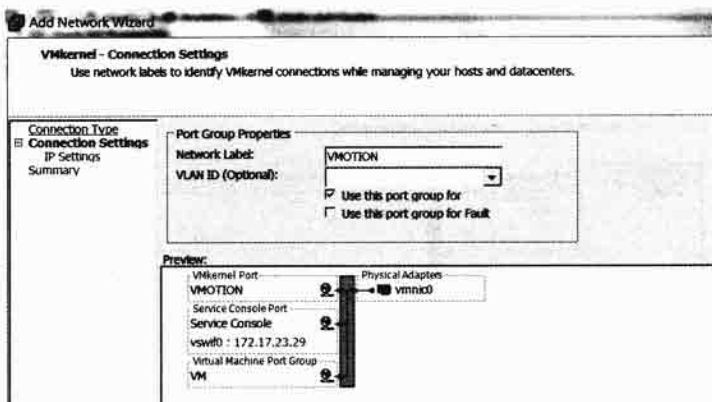 Add Network Wizard
VMkernel - Connection Settings
Use network labels to identify VMkernel connections while managing your hosts and datacenters.
Connection Type
Connection Settings
IP Settings
Summary
Port Group Properties
Network Label:
VMOTION
VLAN ID (Optional):
Use this port group for
Use this port group for Fault
Preview:
VMkernel Port
VMOTION
Physical Adapters
vmnic0
Service Console Port
Service Console
vswif0 : 172.17.23.29
Virtual Machine Port Group
VM